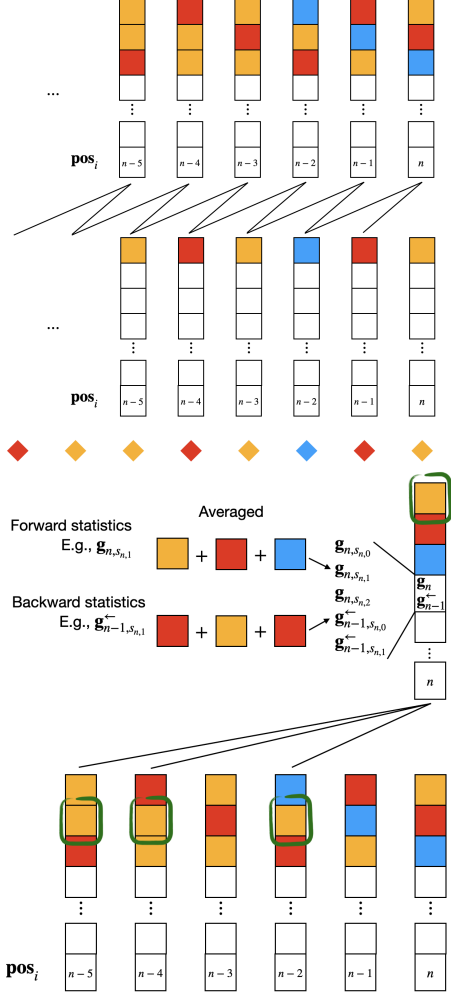 ...
⋮ ⋮ ⋮ ⋮ ⋮ ⋮
pos_i n − 5 n − 4 n − 3 n − 2 n − 1 n
...
⋮ ⋮ ⋮ ⋮ ⋮ ⋮
pos_i n − 5 n − 4 n − 3 n − 2 n − 1 n
Averaged
Forward statistics
E.g., g_{n,s_{n,1}}
+ +
g_{n,s_{n,0}}
g_{n,s_{n,1}}
g_{n,s_{n,2}}
Backward statistics
E.g., g^←_{n−1,s_{n,1}}
+ +
g^←_{n−1,s_{n,0}}
g^←_{n−1,s_{n,1}}
g_n
g^←_{n−1}
⋮
n
⋮ ⋮ ⋮ ⋮ ⋮ ⋮
pos_i n − 5 n − 4 n − 3 n − 2 n − 1 n